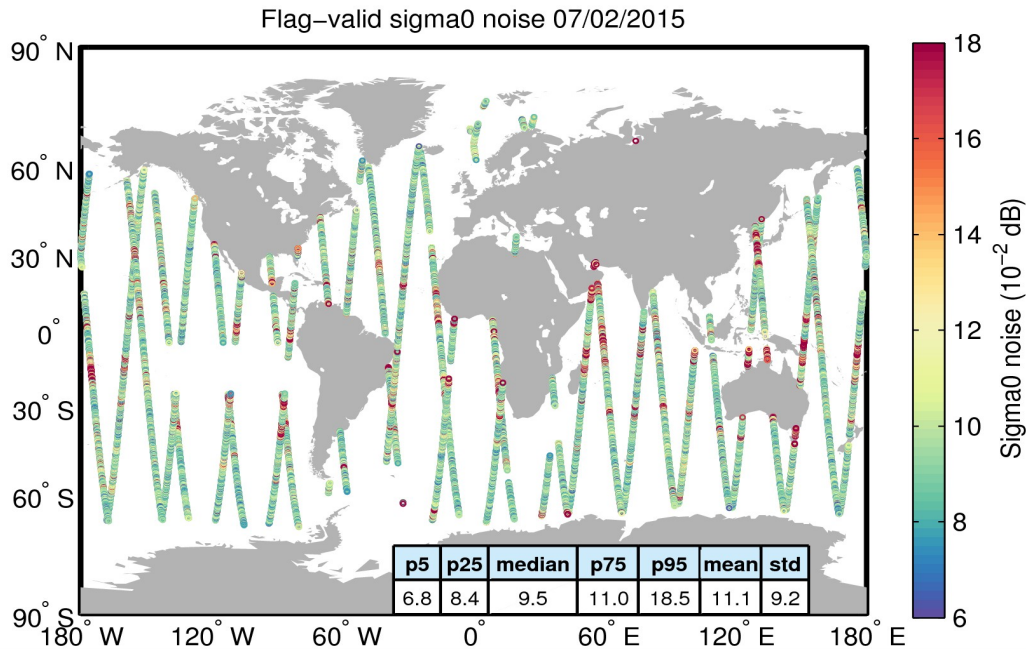 Flag−valid sigma0 noise 07/02/2015
90° N
60° N
30° N
0°
30° S
60° S
90° S
180° W
120° W
60° W
0°
60° E
120° E
180° E
p5 p25 median p75 p95 mean std
6.8 8.4 9.5 11.0 18.5 11.1 9.2
18
16
14
12
10
8
6
Sigma0 noise (10⁻² dB)